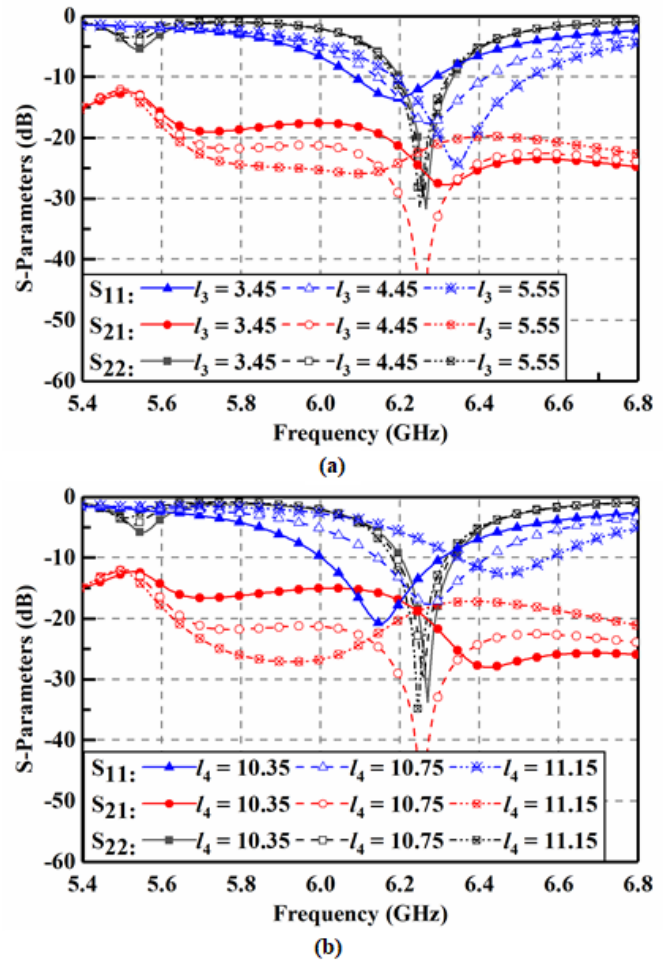 0
-10
-20
-30
-40
-50
-60
S-Parameters (dB)
S11: l3 = 3.45 l3 = 4.45 l3 = 5.55
S21: l3 = 3.45 l3 = 4.45 l3 = 5.55
S22: l3 = 3.45 l3 = 4.45 l3 = 5.55
5.4 5.6 5.8 6.0 6.2 6.4 6.6 6.8
Frequency (GHz)
(a)
0
-10
-20
-30
-40
-50
-60
S-Parameters (dB)
S11: l4 = 10.35 l4 = 10.75 l4 = 11.15
S21: l4 = 10.35 l4 = 10.75 l4 = 11.15
S22: l4 = 10.35 l4 = 10.75 l4 = 11.15
5.4 5.6 5.8 6.0 6.2 6.4 6.6 6.8
Frequency (GHz)
(b)